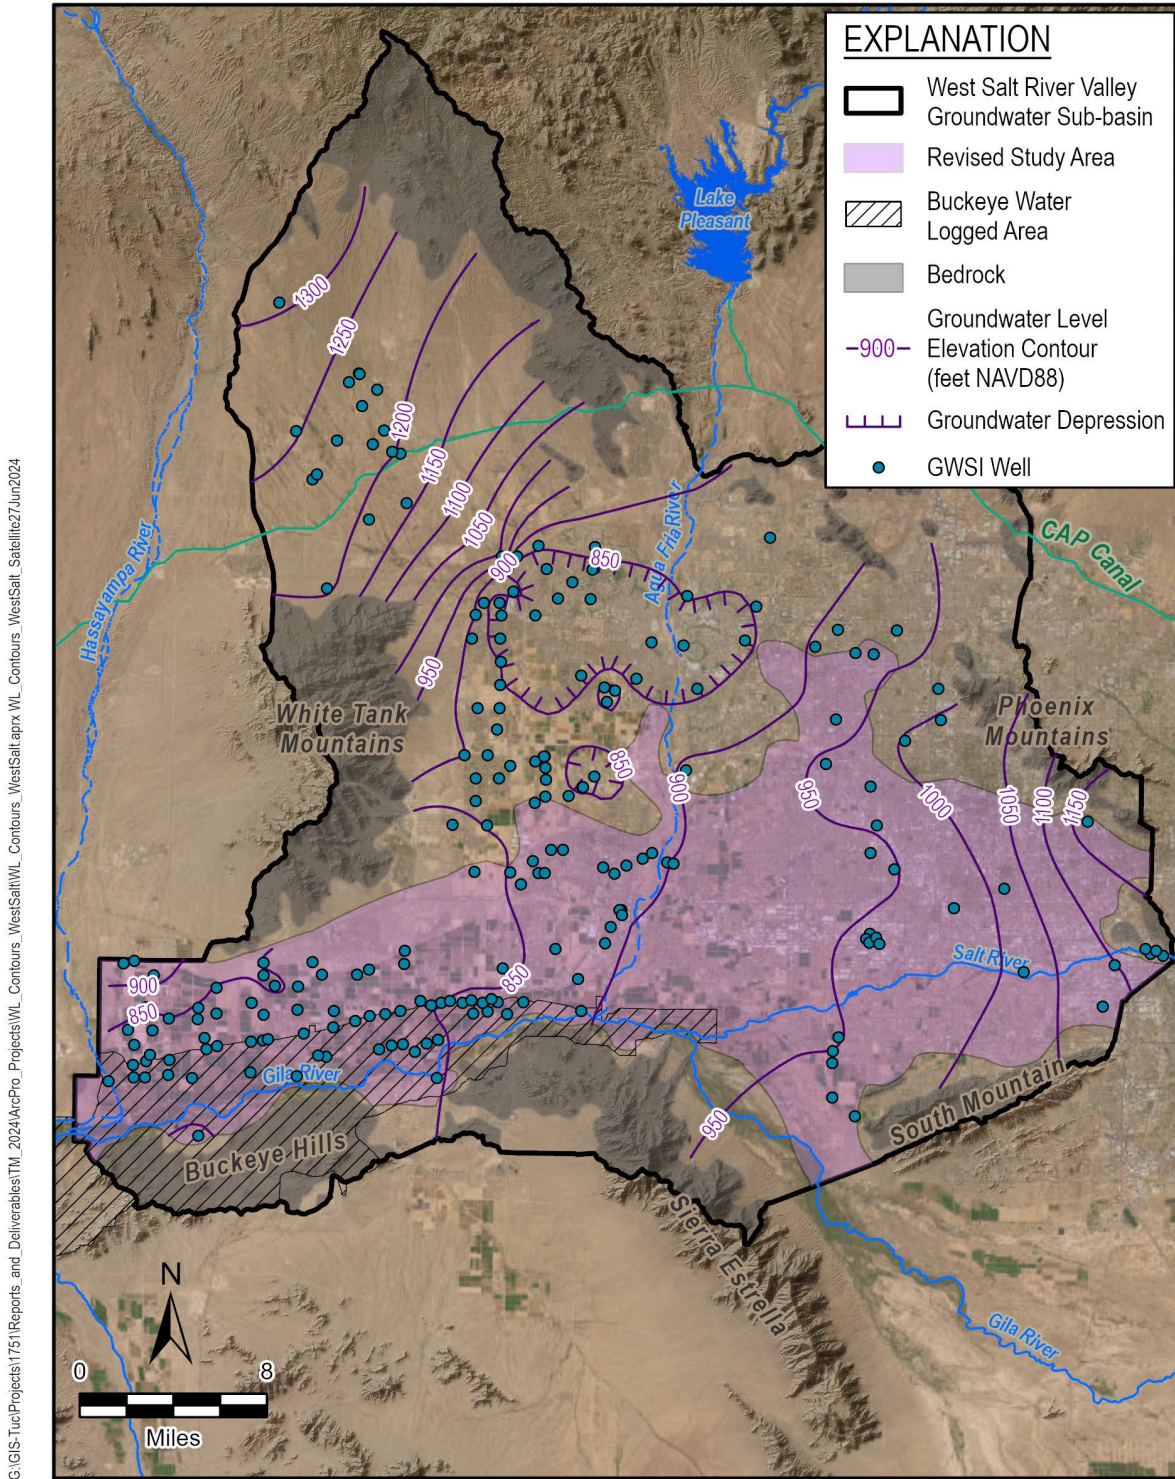 EXPLANATION
West Salt River Valley
Groundwater Sub-basin
Revised Study Area
Buckeye Water
Logged Area
Bedrock
-900-
Groundwater Level
Elevation Contour
(feet NAVD88)
Groundwater Depression
GWSI Well
Lake
Pleasant
1300
1250
1200
1150
1100
1050
900
850
Agua Fria River
CAP Canal
Hassayampa River
950
White Tank
Mountains
Phoenix
Mountains
850
900
950
1000
1050
1100
1150
Salt River
900
850
850
Gila River
South Mountain
950
Buckeye Hills
Sierra Estrella
Gila River
N
0
8
Miles
G:\GIS-Tuc\Projects\1751\Reports_and_Deliverables\TM_2024\ArcPro_Projects\WL_Contours_WestSalt\WL_Contours_WestSalt.aprx WL_Contours_WestSalt_Satellite27Jun2024